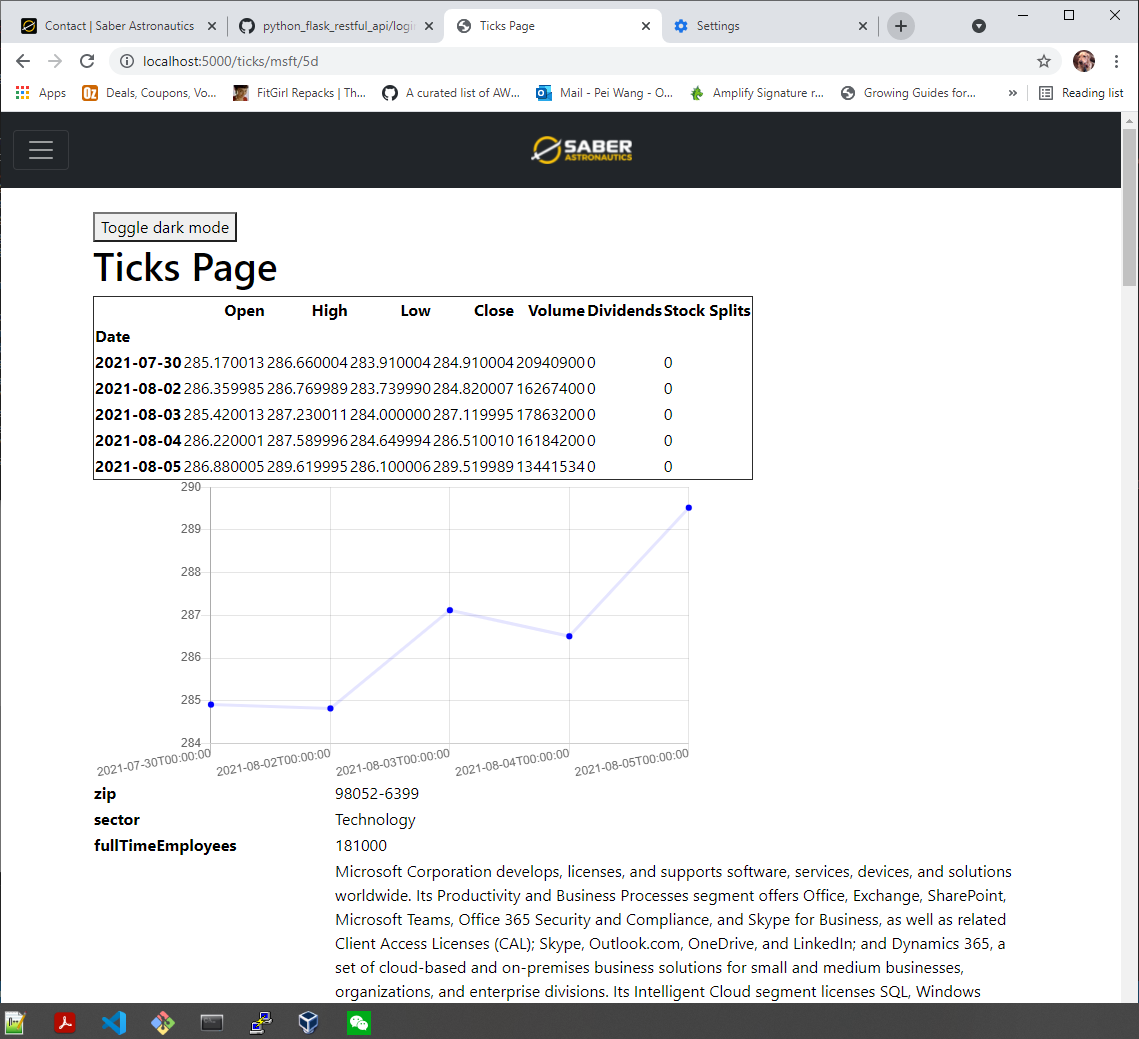 Contact | Saber Astronautics
python_flask_restful_api/logi
Ticks Page
Settings
localhost:5000/ticks/msft/5d
Apps
Deals, Coupons, Vo...
FitGirl Repacks | Th...
A curated list of AW...
Mail - Pei Wang - O...
Amplify Signature r...
Growing Guides for...
»
Reading list
SABER
ASTRONAUTICS
Toggle dark mode
Ticks Page
Open High Low Close Volume Dividends Stock Splits
Date
2021-07-30 285.170013 286.660004 283.910004 284.910004 20940900 0 0
2021-08-02 286.359985 286.769989 283.739990 284.820007 16267400 0 0
2021-08-03 285.420013 287.230011 284.000000 287.119995 17863200 0 0
2021-08-04 286.220001 287.589996 284.649994 286.510010 16184200 0 0
2021-08-05 286.880005 289.619995 286.100006 289.519989 13441534 0 0
290
289
288
287
286
285
284
2021-07-30T00:00:00
2021-08-02T00:00:00
2021-08-03T00:00:00
2021-08-04T00:00:00
2021-08-05T00:00:00
zip 98052-6399
sector Technology
fullTimeEmployees 181000
Microsoft Corporation develops, licenses, and supports software, services, devices, and solutions
worldwide. Its Productivity and Business Processes segment offers Office, Exchange, SharePoint,
Microsoft Teams, Office 365 Security and Compliance, and Skype for Business, as well as related
Client Access Licenses (CAL); Skype, Outlook.com, OneDrive, and LinkedIn; and Dynamics 365, a
set of cloud-based and on-premises business solutions for small and medium businesses,
organizations, and enterprise divisions. Its Intelligent Cloud segment licenses SQL, Windows